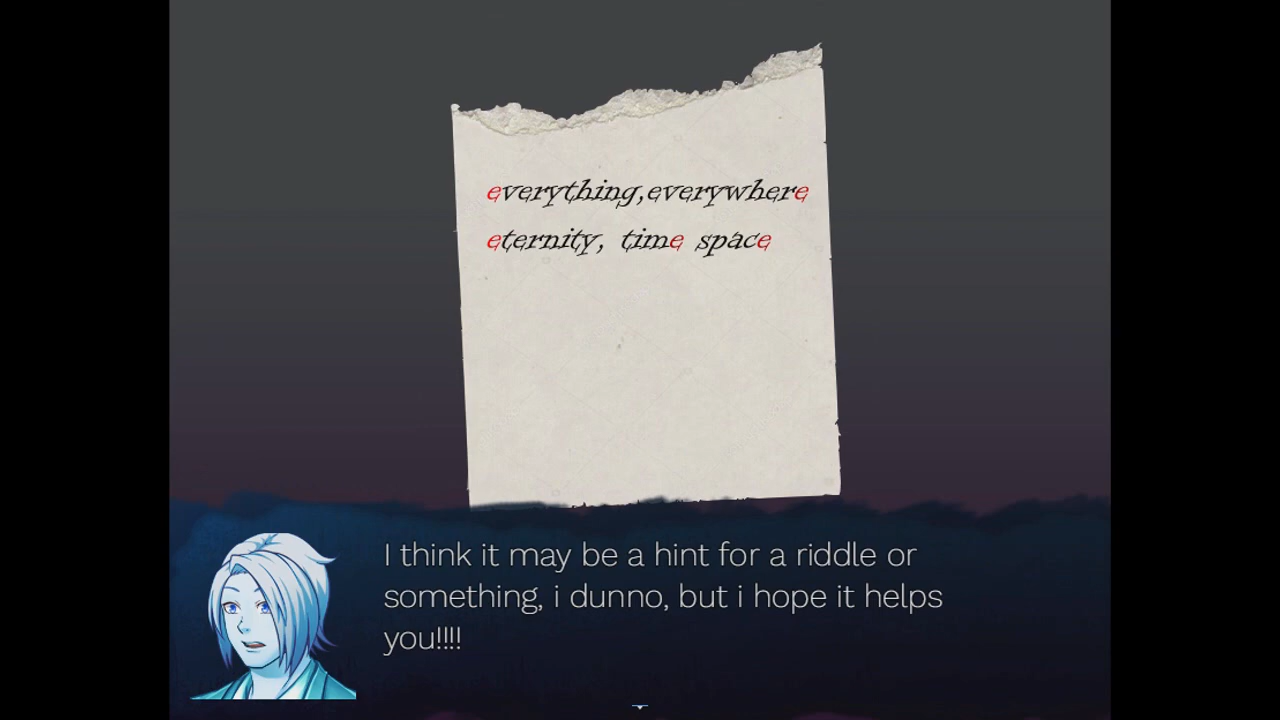 everything,everywhere
eternity, time space
I think it may be a hint for a riddle or
something, i dunno, but i hope it helps
you!!!!